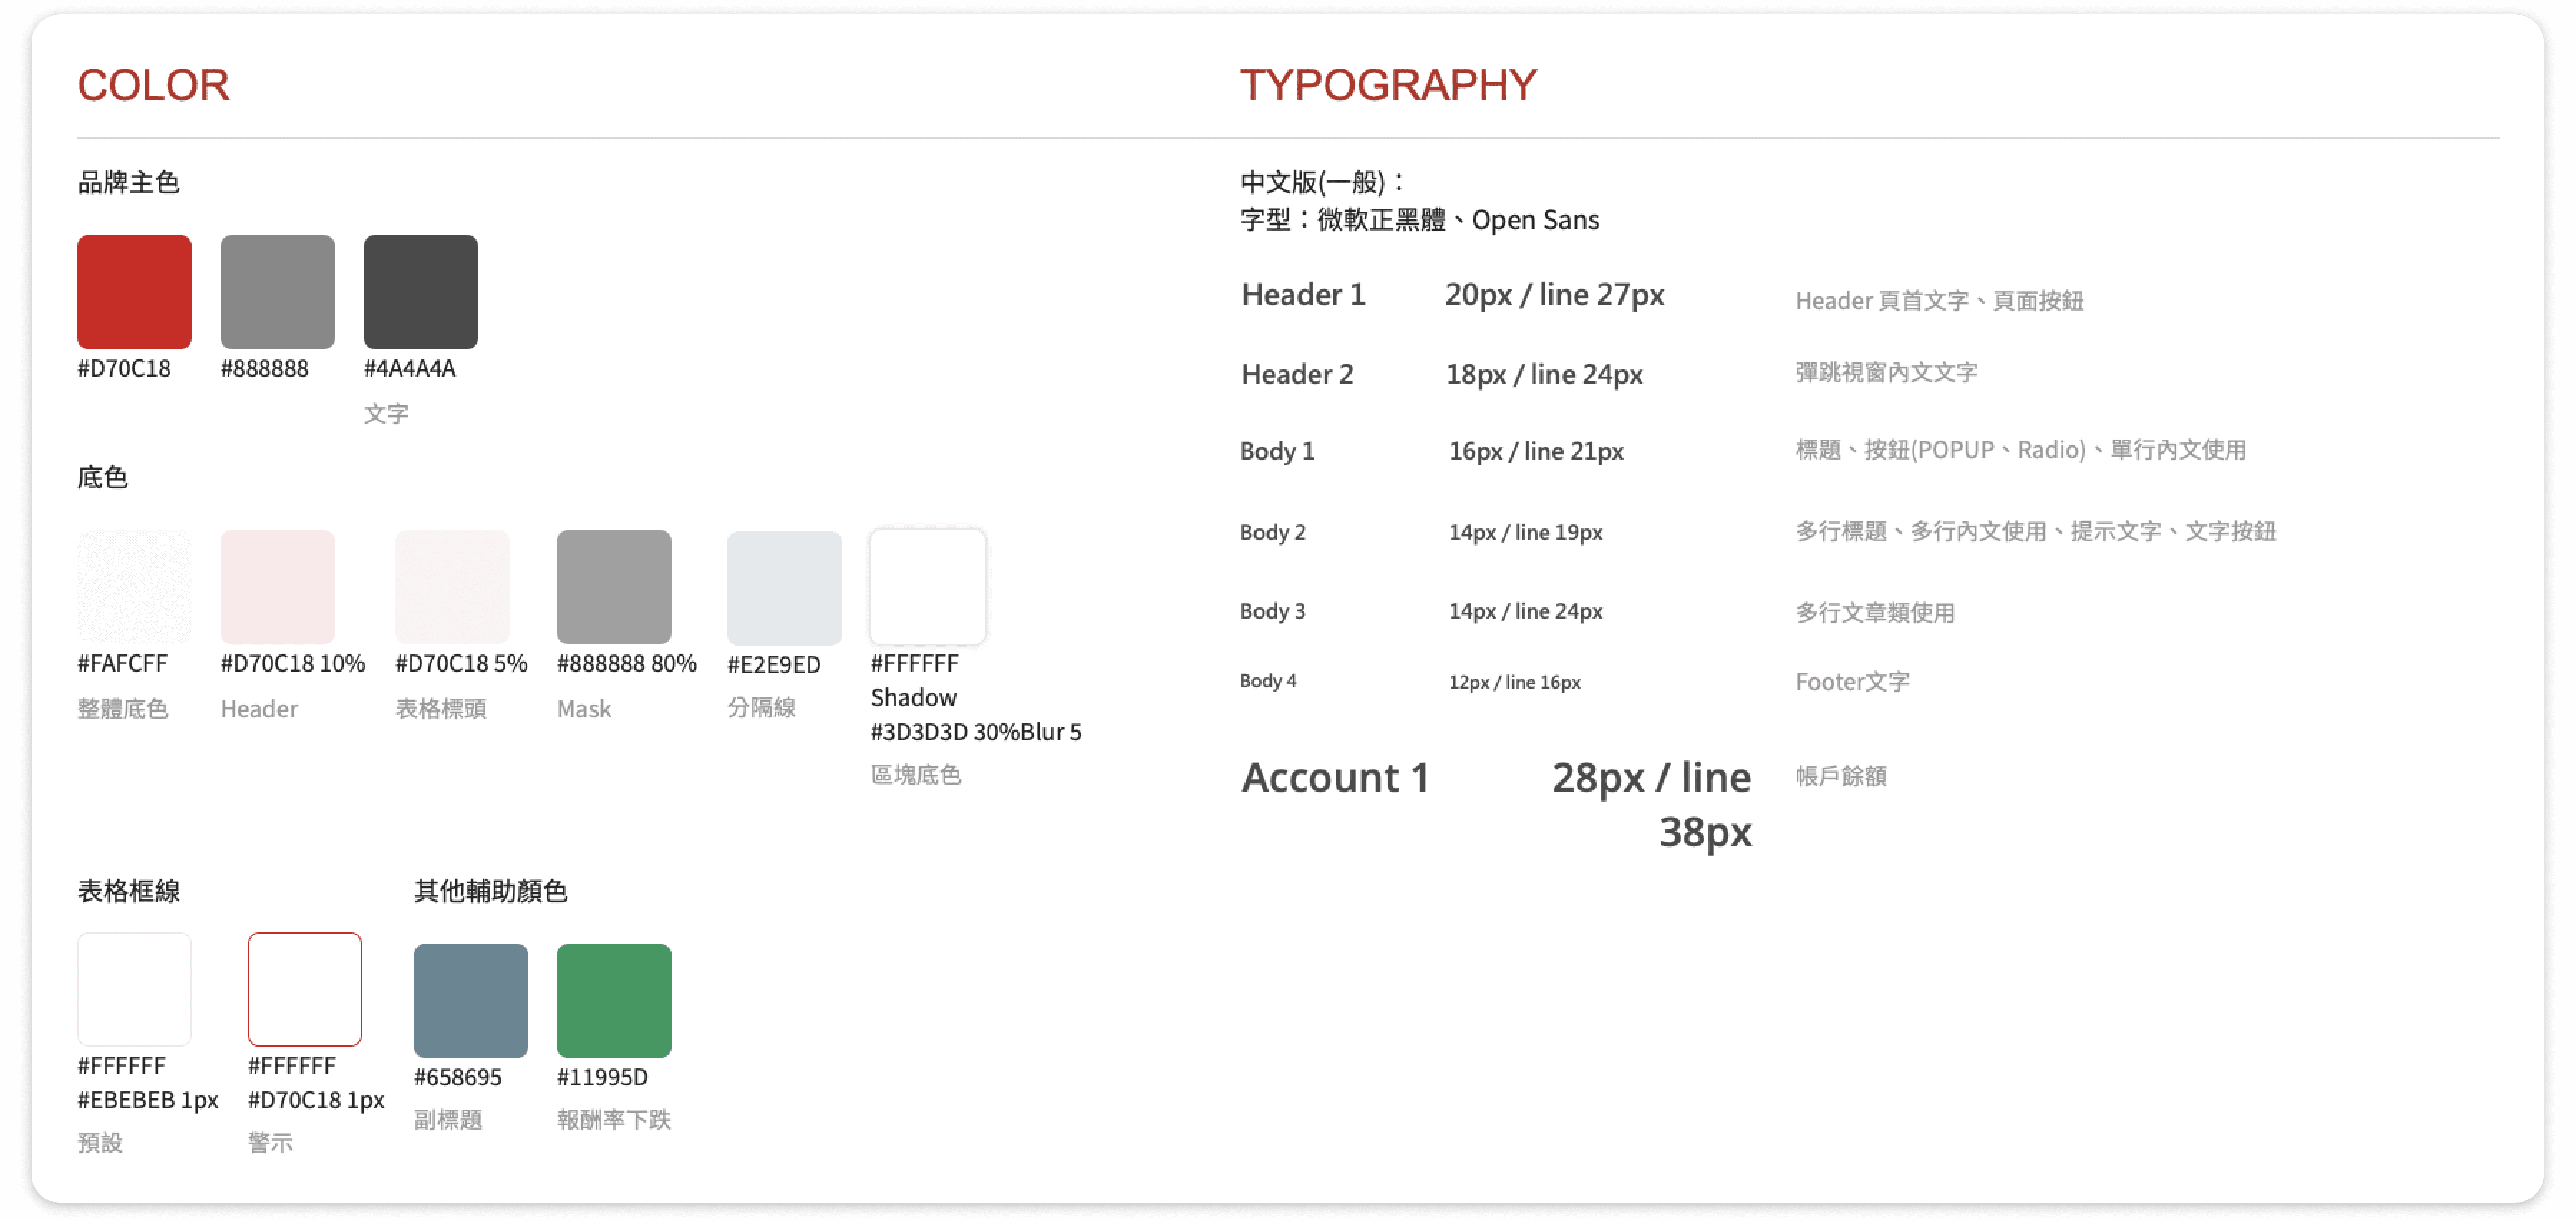 COLOR
品牌主色
#D70C18
#888888
#4A4A4A
文字
底色
#FAFCFF
整體底色
#D70C18 10%
Header
#D70C18 5%
表格標頭
#888888 80%
Mask
#E2E9ED
分隔線
#FFFFFF
Shadow
#3D3D3D 30%Blur 5
區塊底色
表格框線
#FFFFFF
#EBEBEB 1px
預設
#FFFFFF
#D70C18 1px
警示
其他輔助顏色
#658695
副標題
#11995D
報酬率下跌
TYPOGRAPHY
中文版(一般)：
字型：微軟正黑體、Open Sans
Header 1 20px / line 27px Header 頁首文字、頁面按鈕
Header 2 18px / line 24px 彈跳視窗內文文字
Body 1 16px / line 21px 標題、按鈕(POPUP、Radio)、單行內文使用
Body 2 14px / line 19px 多行標題、多行內文使用、提示文字、文字按鈕
Body 3 14px / line 24px 多行文章類使用
Body 4 12px / line 16px Footer文字
Account 1 28px / line 帳戶餘額
38px